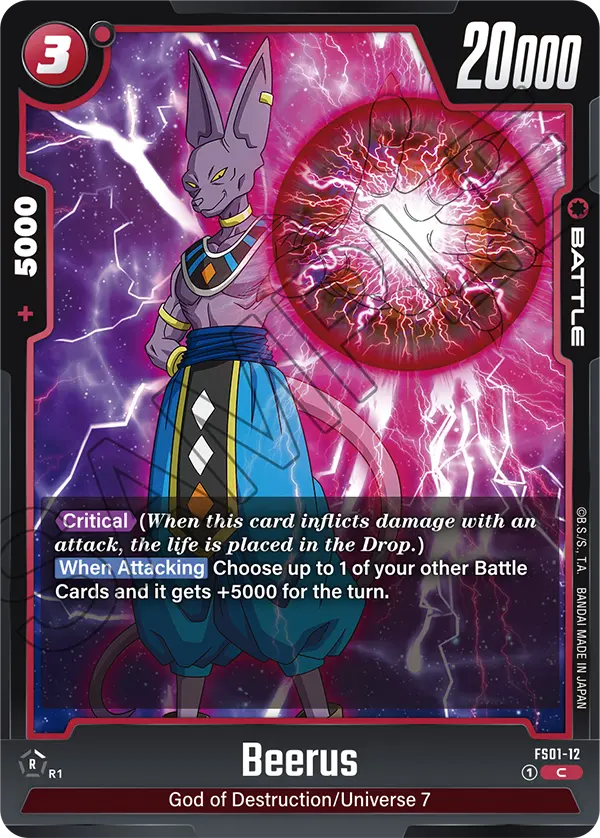 3
20000
+ 5000
BATTLE
SAMPLE
Critical (When this card inflicts damage with an
attack, the life is placed in the Drop.)
When Attacking Choose up to 1 of your other Battle
Cards and it gets +5000 for the turn.
©B.S./S., T.A. BANDAI MADE IN JAPAN
Beerus
FS01-12
R R1
1 C
God of Destruction/Universe 7